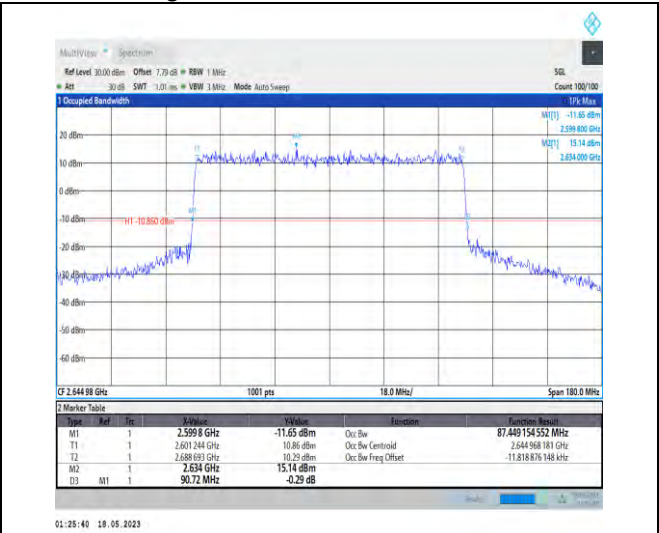 MultiView Spectrum
Ref Level 30.00 dBm Offset 7.79 dB RBW 1 MHz SGL
Att 30 dB SWT 1.01 ms VBW 3 MHz Mode Auto Sweep Count 100/100
1 Occupied Bandwidth 1Pk Max
M1[1] -11.65 dBm
2.599 800 GHz
20 dBm
M2[1] 15.14 dBm
2.634 000 GHz
10 dBm
0 dBm
-10 dBm
H1 -10.860 dBm
-20 dBm
-30 dBm
-40 dBm
-50 dBm
-60 dBm
CF 2.644 98 GHz 1001 pts 18.0 MHz/ Span 180.0 MHz
2 Marker Table
Type Ref Trc X-Value Y-Value Function Function Result
M1 1 2.599 8 GHz -11.65 dBm Occ Bw 87.449 154 552 MHz
T1 1 2.601 244 GHz 10.86 dBm Occ Bw Centroid 2.644 968 181 GHz
T2 1 2.688 693 GHz 10.29 dBm Occ Bw Freq Offset -11.818 876 148 kHz
M2 1 2.634 GHz 15.14 dBm
D3 M1 1 90.72 MHz -0.29 dB
01:25:40 18.05.2023